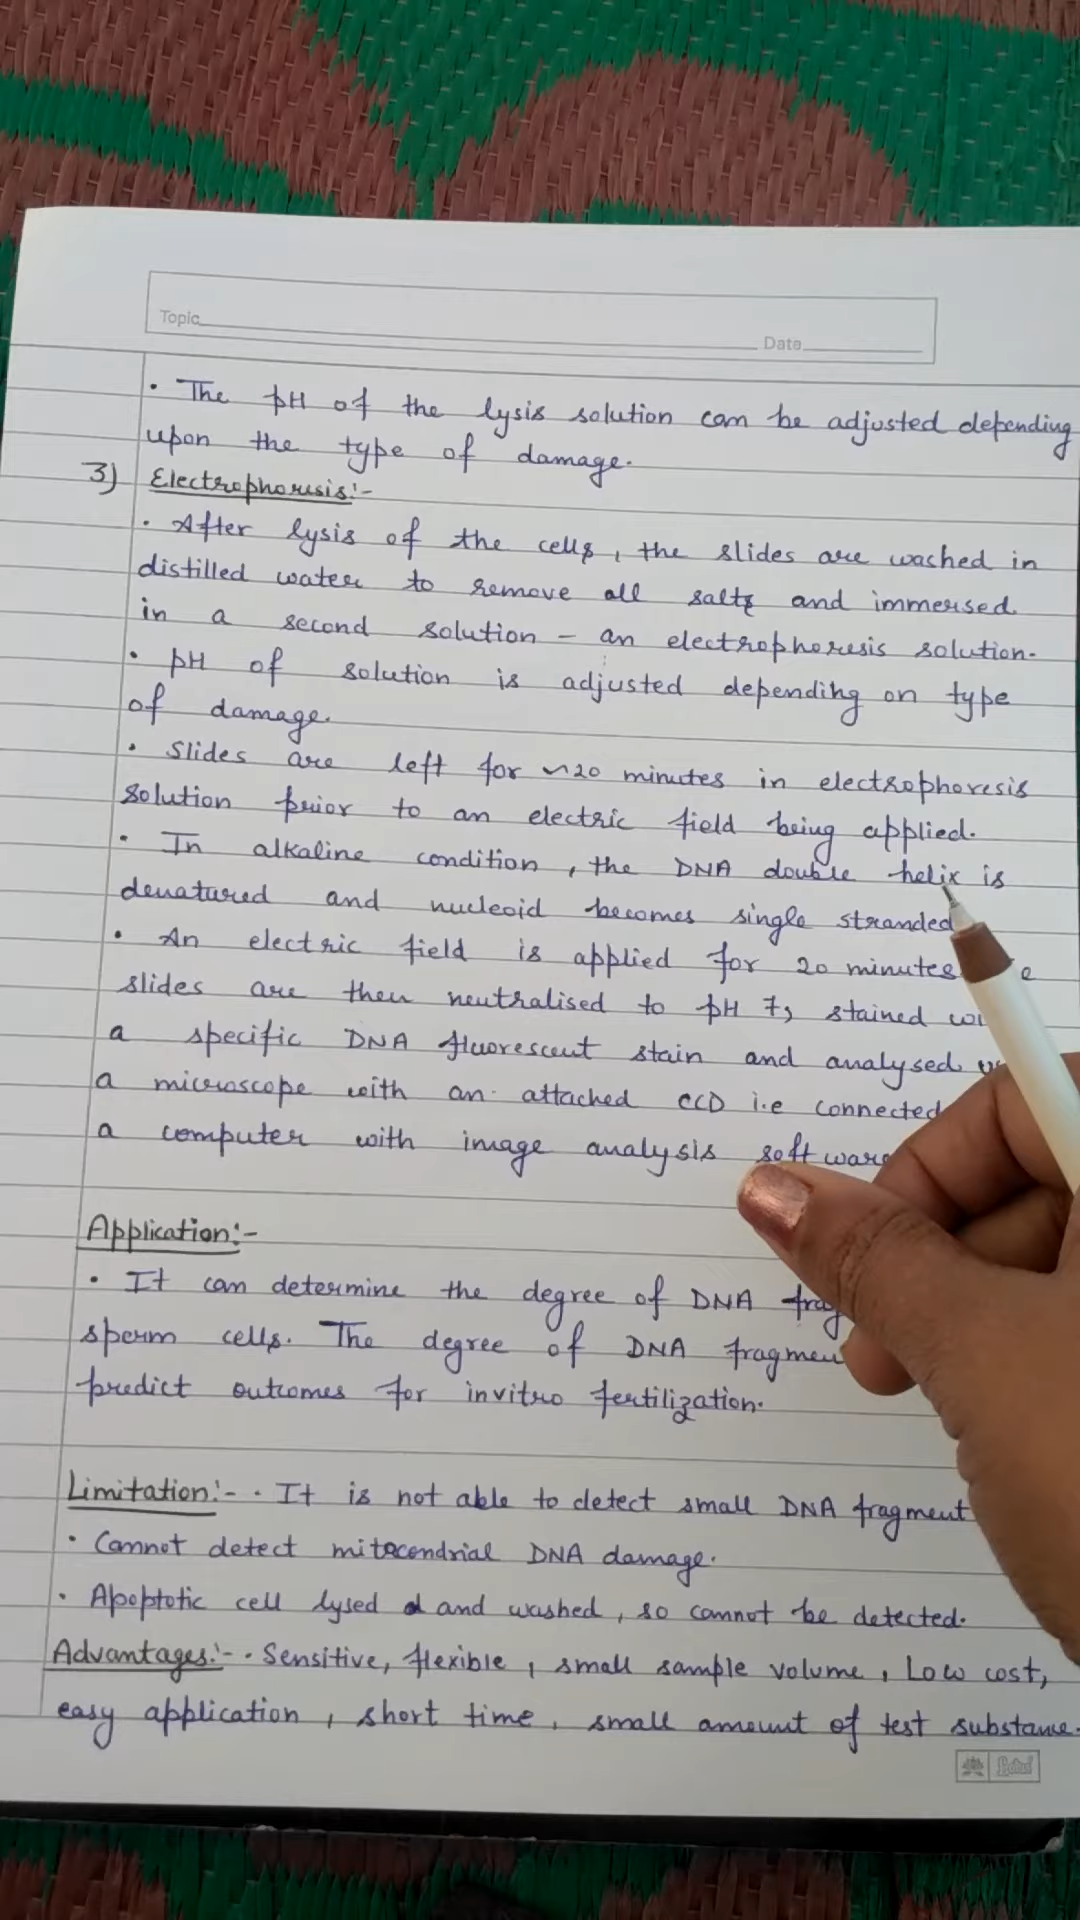 Topic
Date
• The pH of the lysis solution can be adjusted depending
upon the type of damage.
3) Electrophoresis:-
• After lysis of the cells, the slides are washed in
distilled water to remove all salts and immersed
in a second solution – an electrophoresis solution.
• pH of solution is adjusted depending on type
of damage.
• Slides are left for ~20 minutes in electrophoresis
solution prior to an electric field being applied.
• In alkaline condition, the DNA double helix is
denatured and nucleoid becomes single stranded
• An electric field is applied for 20 minutes
slides are then neutralised to pH 7, stained
a specific DNA fluorescent stain and analysed
a microscope with an attached CCD i.e connected
a computer with image analysis software
Application:-
• It can determine the degree of DNA
sperm cells. The degree of DNA
predict outcomes for invitro fertilization.
Limitation:- • It is not able to detect small DNA fragment
• Cannot detect mitocondrial DNA damage.
• Apoptotic cell lysed and washed, so cannot be detected.
Advantages:- • Sensitive, flexible, small sample volume, Low cost,
easy application, short time, small amount of test substance.